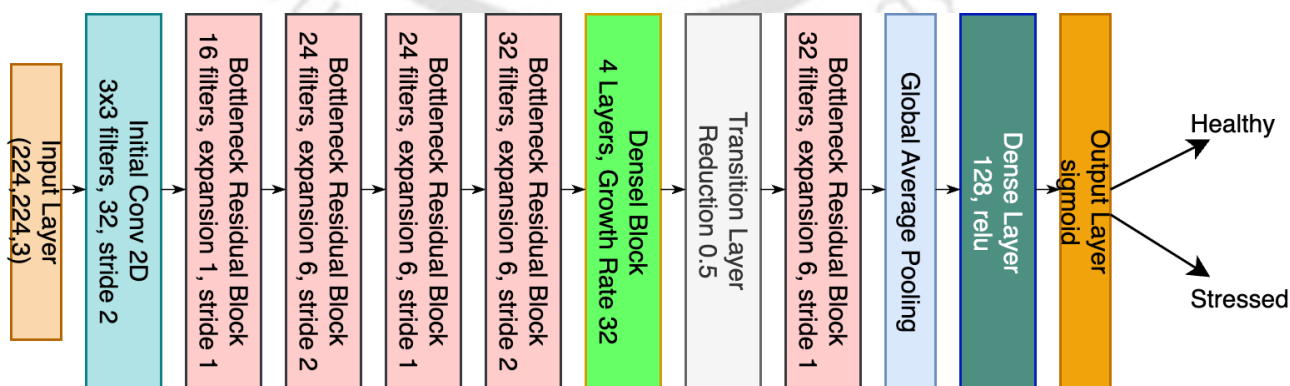 Input Layer
(224,224,3)
Initial Conv 2D
3x3 filters, 32, stride 2
Bottleneck Residual Block
16 filters, expansion 1, stride 1
Bottleneck Residual Block
24 filters, expansion 6, stride 2
Bottleneck Residual Block
24 filters, expansion 6, stride 1
Bottleneck Residual Block
32 filters, expansion 6, stride 2
Densel Block
4 Layers, Growth Rate 32
Transition Layer
Reduction 0.5
Bottleneck Residual Block
32 filters, expansion 6, stride 1
Global Average Pooling
Dense Layer
128, relu
Output Layer
sigmoid
Healthy
Stressed